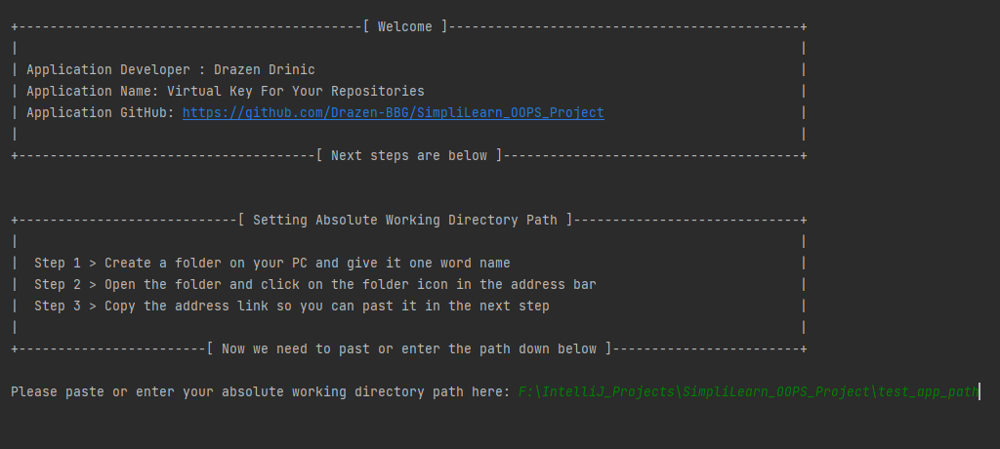 +--------------------------------------------[ Welcome ]---------------------------------------------+
|                                                                                                    |
| Application Developer : Drazen Drinic                                                              |
| Application Name: Virtual Key For Your Repositories                                                |
| Application GitHub: https://github.com/Drazen-BBG/SimpliLearn_OOPS_Project                         |
|                                                                                                    |
+--------------------------------------[ Next steps are below ]--------------------------------------+
+----------------------------[ Setting Absolute Working Directory Path ]-----------------------------+
|                                                                                                    |
|  Step 1 > Create a folder on your PC and give it one word name                                     |
|  Step 2 > Open the folder and click on the folder icon in the address bar                          |
|  Step 3 > Copy the address link so you can past it in the next step                                |
|                                                                                                    |
+------------------------[ Now we need to past or enter the path down below ]------------------------+
Please paste or enter your absolute working directory path here: F:\IntelliJ_Projects\SimpliLearn_OOPS_Project\test_app_path